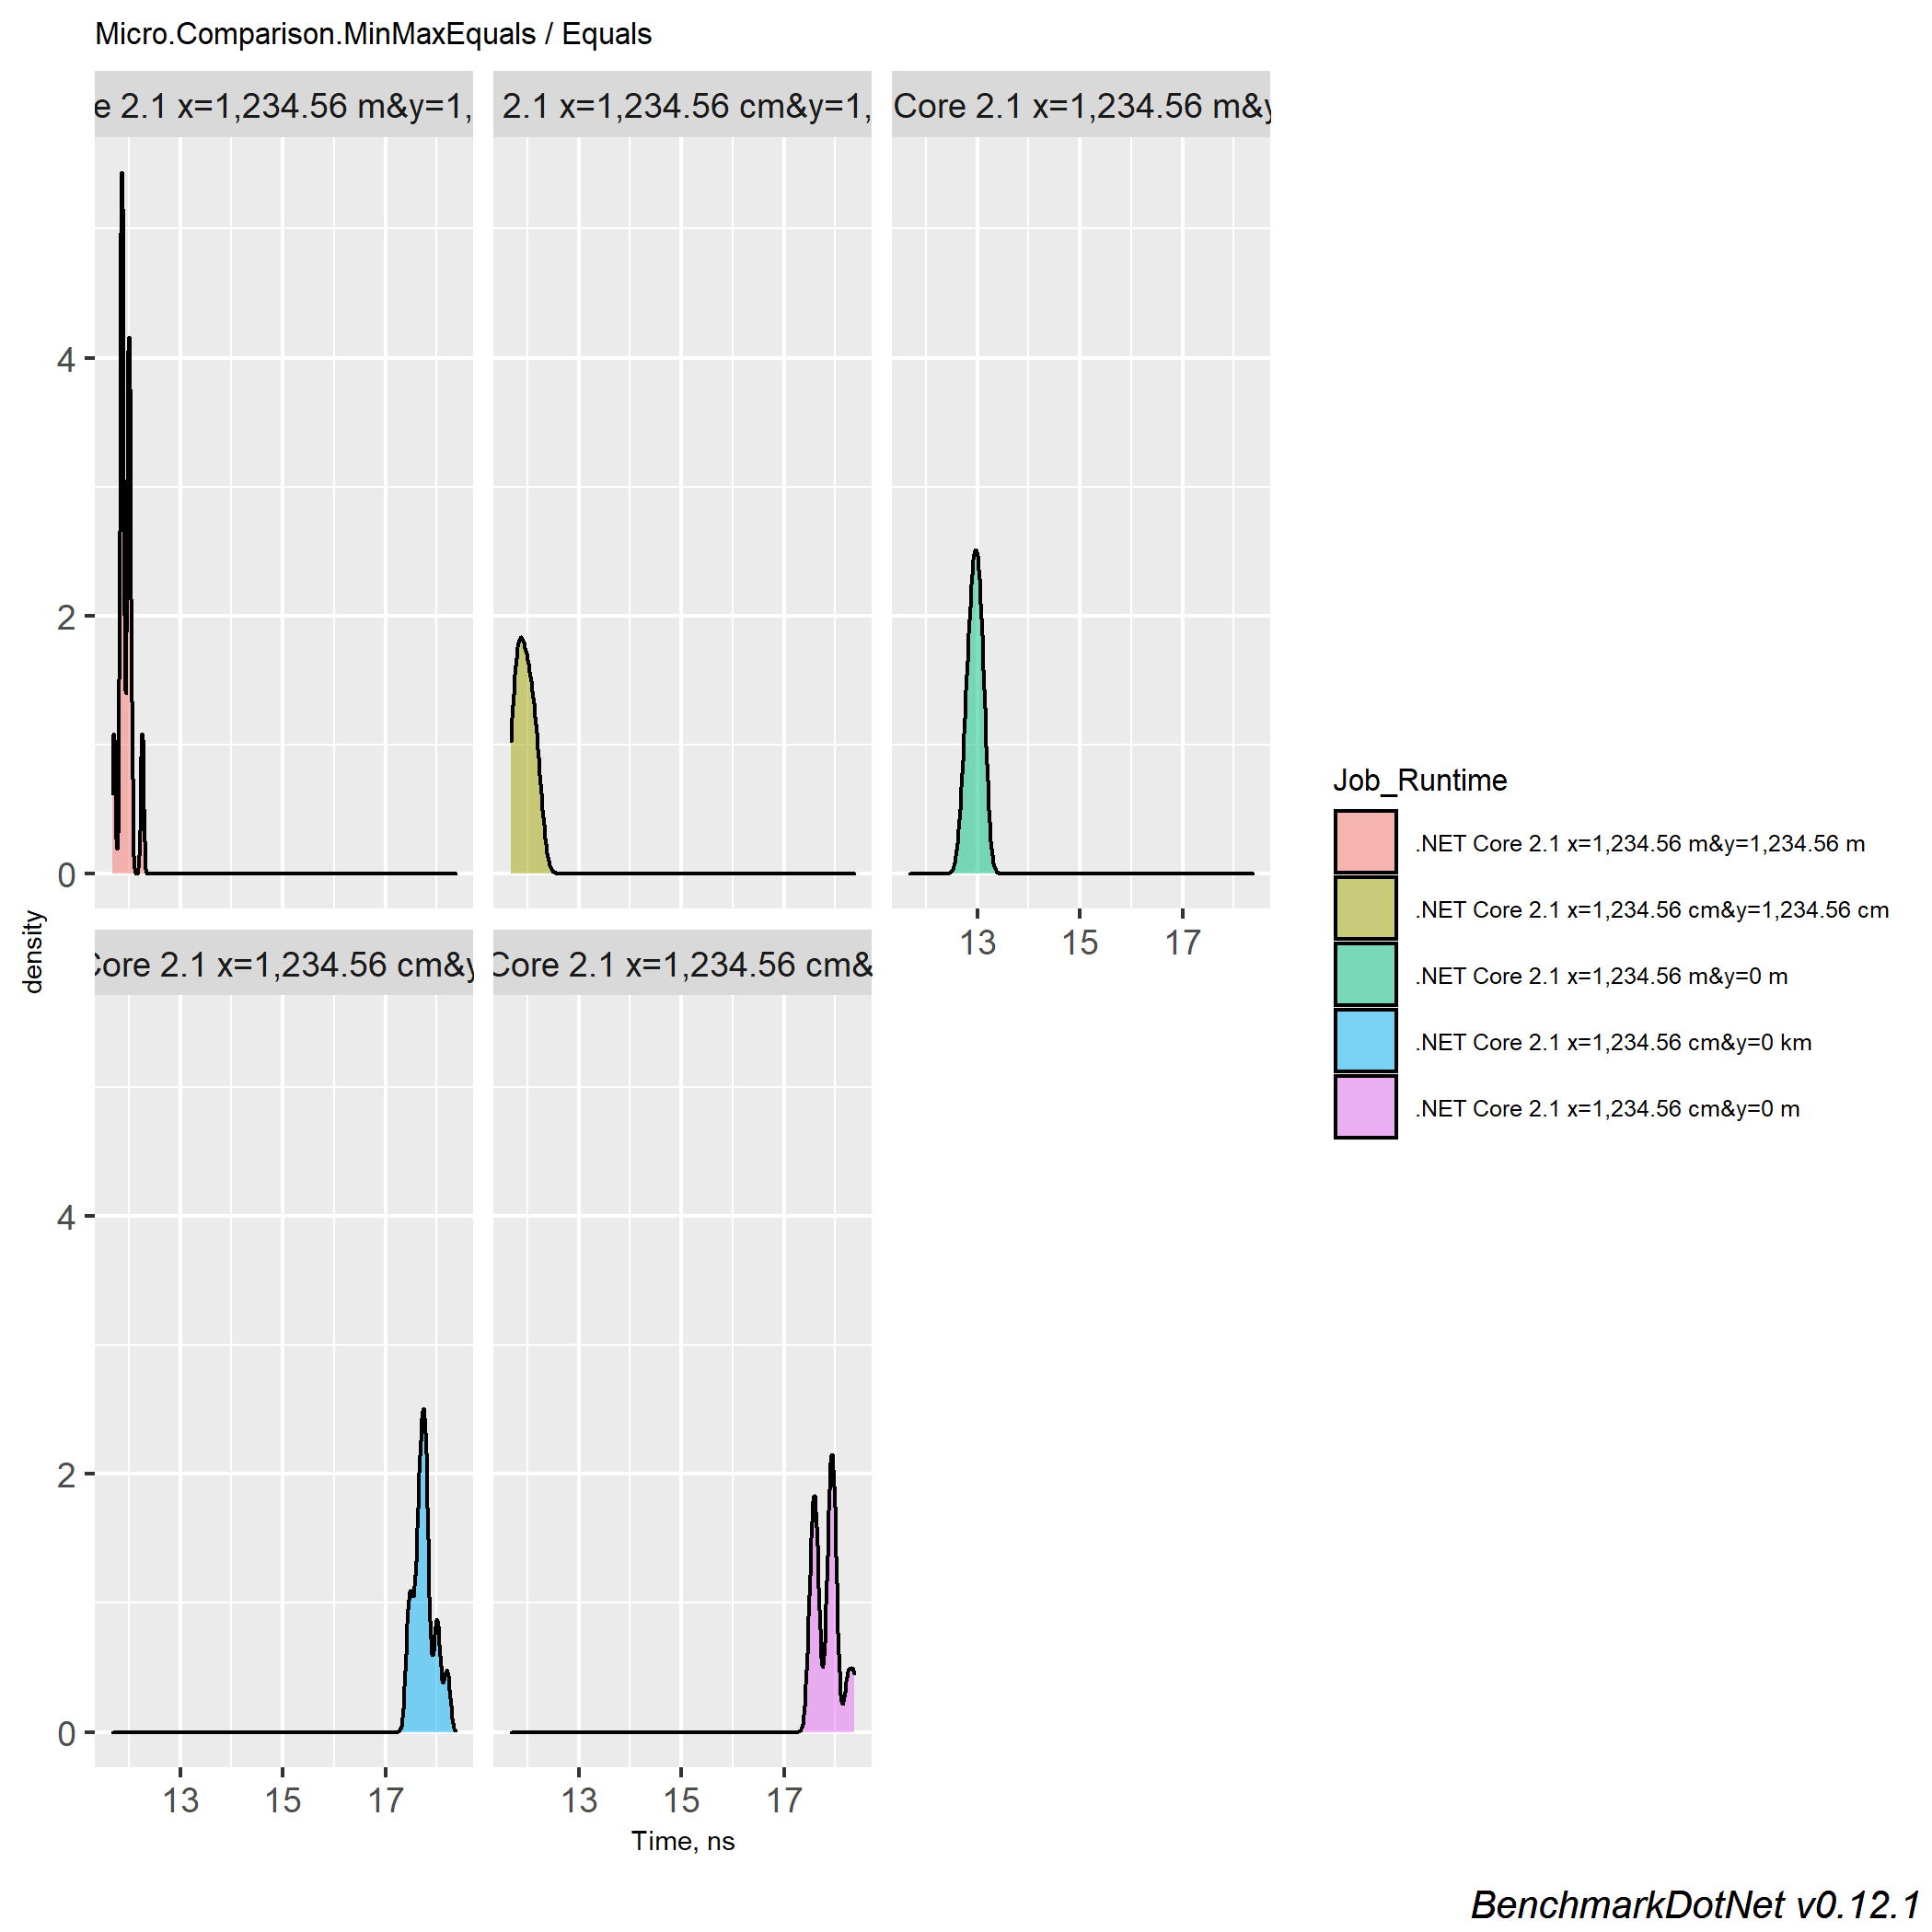 Micro.Comparison.MinMaxEquals / Equals
e 2.1 x=1,234.56 m&y=1,
2.1 x=1,234.56 cm&y=1,
Core 2.1 x=1,234.56 m&y
4
2
0
13 15 17
density
Core 2.1 x=1,234.56 cm&y
Core 2.1 x=1,234.56 cm&
4
2
0
13 15 17
13 15 17
Time, ns
Job_Runtime
.NET Core 2.1 x=1,234.56 m&y=1,234.56 m
.NET Core 2.1 x=1,234.56 cm&y=1,234.56 cm
.NET Core 2.1 x=1,234.56 m&y=0 m
.NET Core 2.1 x=1,234.56 cm&y=0 km
.NET Core 2.1 x=1,234.56 cm&y=0 m
BenchmarkDotNet v0.12.1